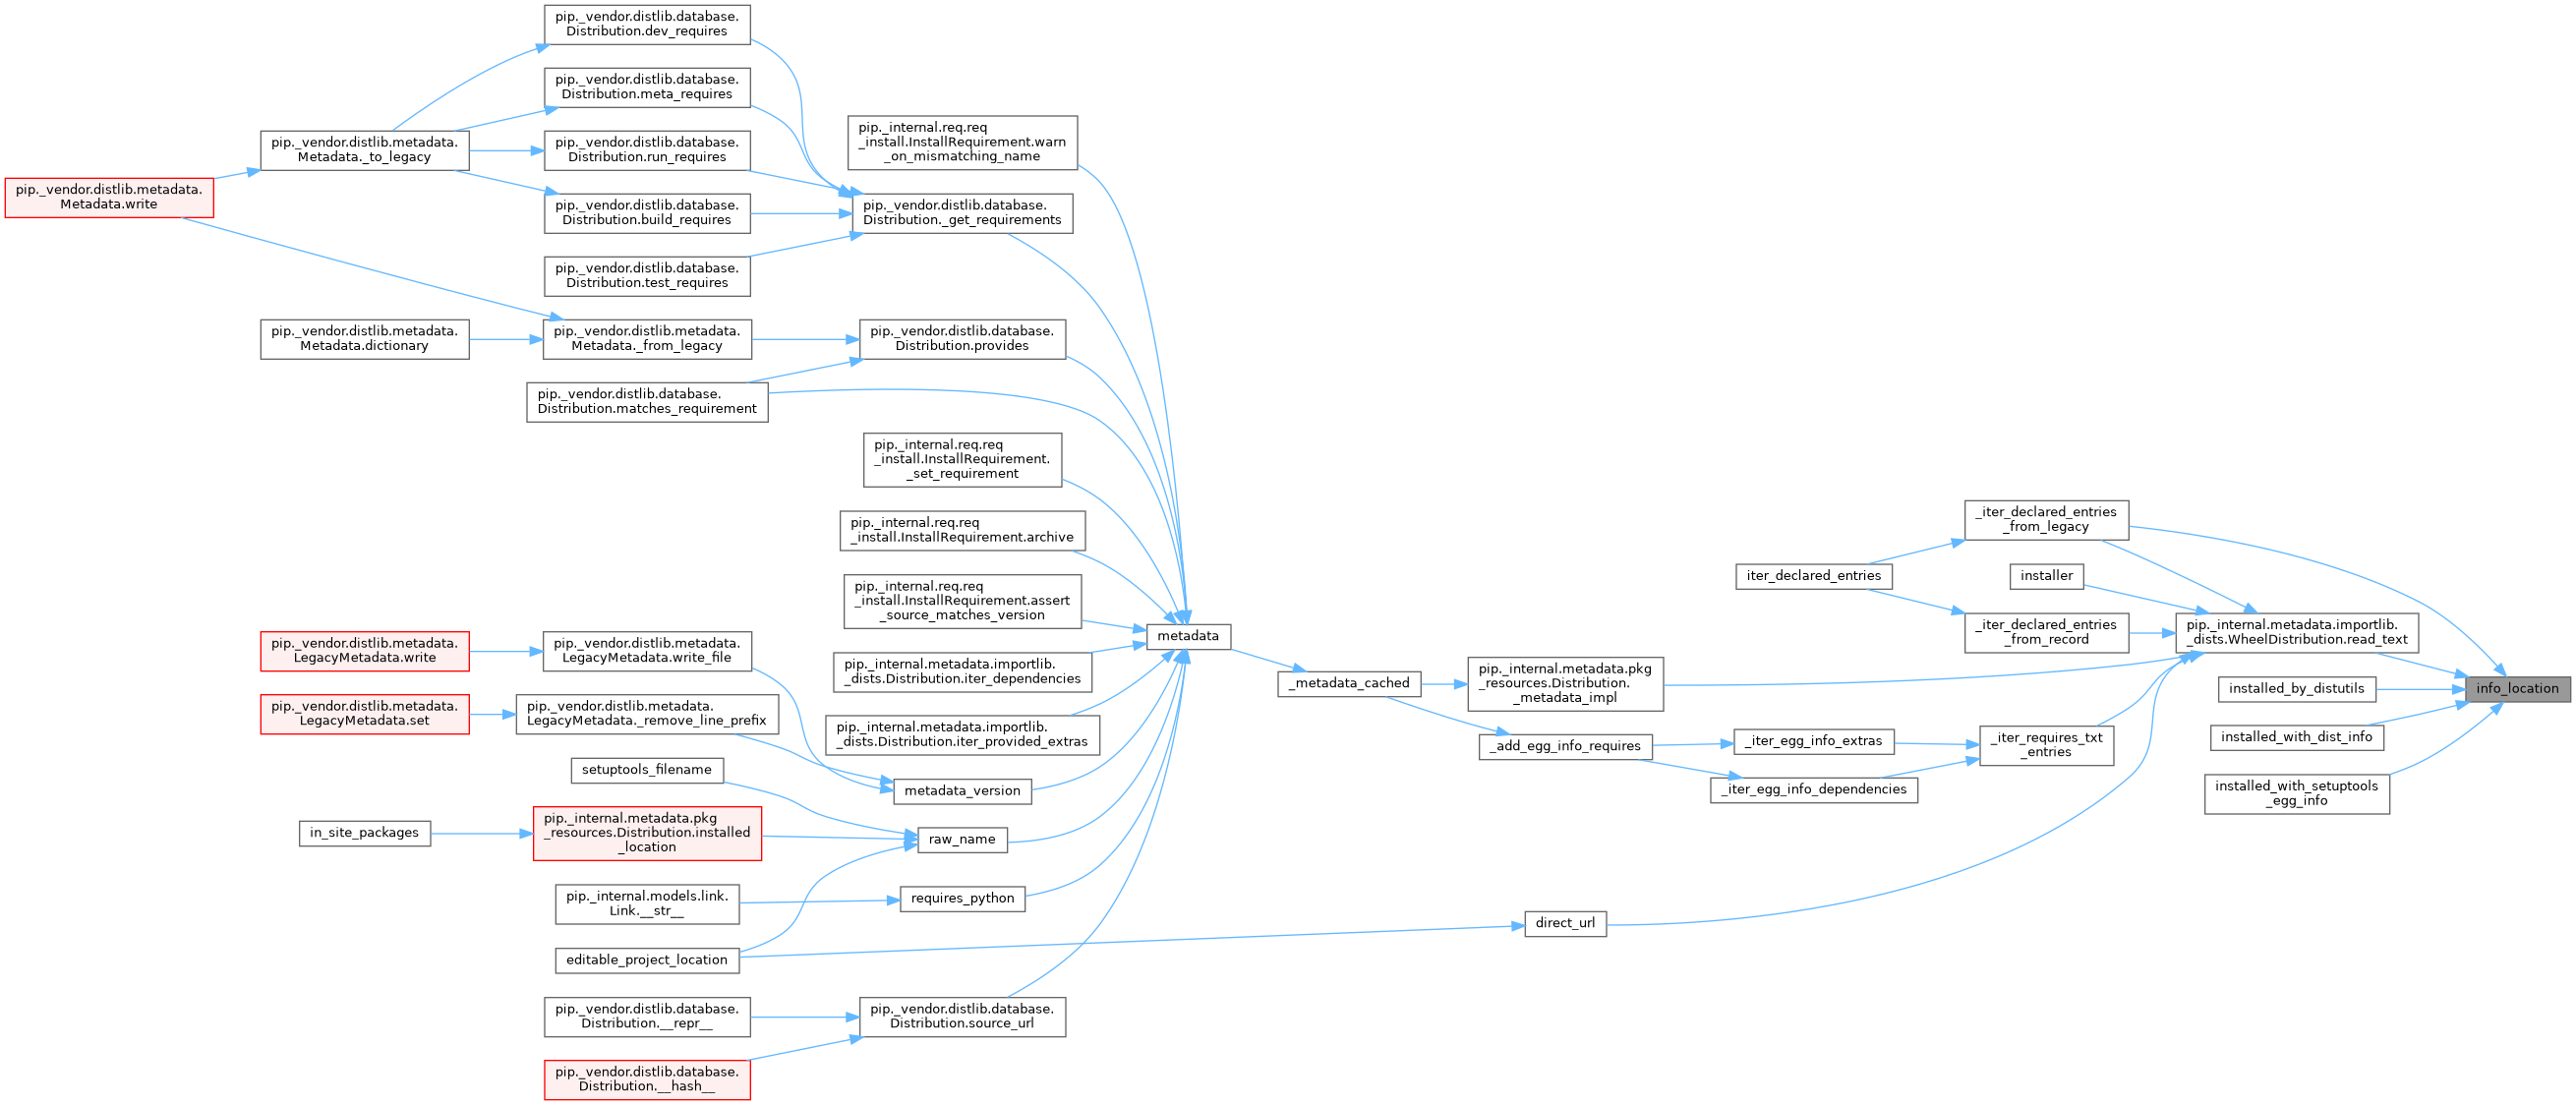 pip._vendor.distlib.database.
Distribution.dev_requires
pip._vendor.distlib.database.
Distribution.meta_requires
pip._internal.req.req
_install.InstallRequirement.warn
_on_mismatching_name
pip._vendor.distlib.metadata.
Metadata._to_legacy
pip._vendor.distlib.database.
Distribution.run_requires
pip._vendor.distlib.metadata.
Metadata.write
pip._vendor.distlib.database.
Distribution.build_requires
pip._vendor.distlib.database.
Distribution._get_requirements
pip._vendor.distlib.database.
Distribution.test_requires
pip._vendor.distlib.metadata.
Metadata.dictionary
pip._vendor.distlib.metadata.
Metadata._from_legacy
pip._vendor.distlib.database.
Distribution.provides
pip._vendor.distlib.database.
Distribution.matches_requirement
pip._internal.req.req
_install.InstallRequirement.
_set_requirement
pip._internal.req.req
_install.InstallRequirement.archive
pip._internal.req.req
_install.InstallRequirement.assert
_source_matches_version
metadata
pip._internal.metadata.importlib.
_dists.Distribution.iter_dependencies
pip._internal.metadata.importlib.
_dists.Distribution.iter_provided_extras
pip._vendor.distlib.metadata.
LegacyMetadata.write
pip._vendor.distlib.metadata.
LegacyMetadata.write_file
pip._vendor.distlib.metadata.
LegacyMetadata.set
pip._vendor.distlib.metadata.
LegacyMetadata._remove_line_prefix
metadata_version
setuptools_filename
in_site_packages
pip._internal.metadata.pkg
_resources.Distribution.installed
_location
raw_name
pip._internal.models.link.
Link.__str__
requires_python
editable_project_location
direct_url
pip._vendor.distlib.database.
Distribution.__repr__
pip._vendor.distlib.database.
Distribution.source_url
pip._vendor.distlib.database.
Distribution.__hash__
_metadata_cached
pip._internal.metadata.pkg
_resources.Distribution.
_metadata_impl
_add_egg_info_requires
_iter_egg_info_extras
_iter_egg_info_dependencies
_iter_requires_txt
_entries
_iter_declared_entries
_from_legacy
iter_declared_entries
installer
_iter_declared_entries
_from_record
pip._internal.metadata.importlib.
_dists.WheelDistribution.read_text
info_location
installed_by_distutils
installed_with_dist_info
installed_with_setuptools
_egg_info